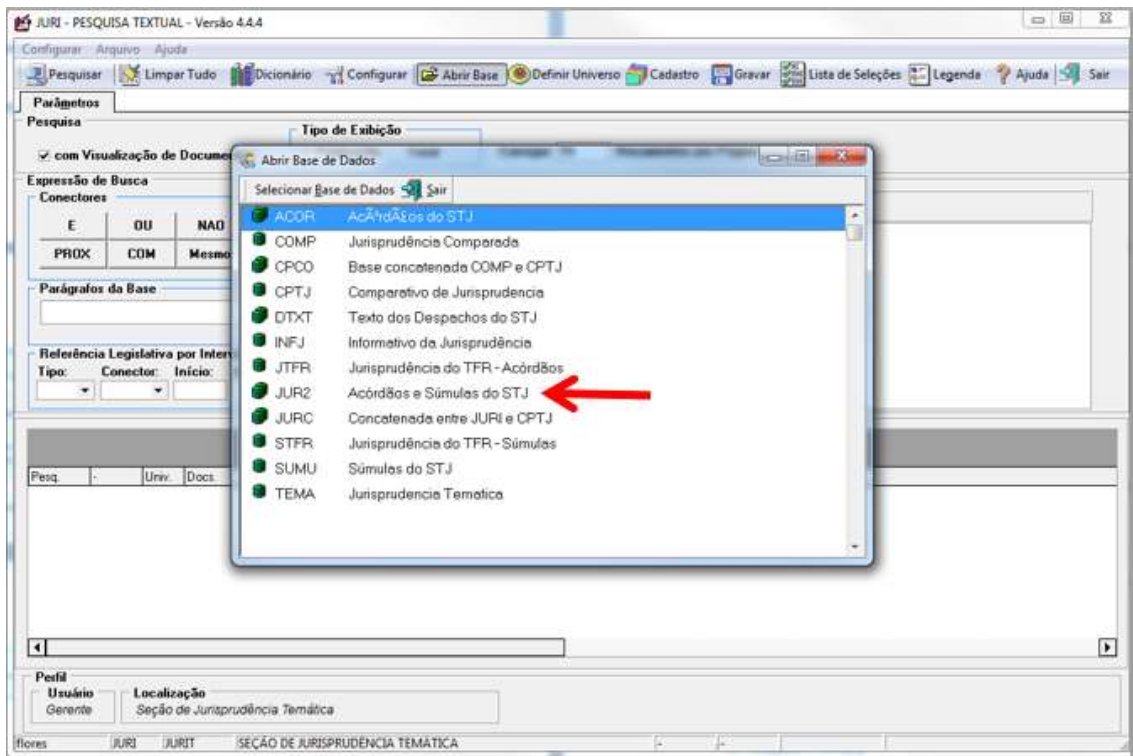 JURI - PESQUISA TEXTUAL - Versão 4.4.4
Configurar Arquivo Ajuda
Pesquisar Limpar Tudo Dicionário Configurar Abrir Base Definir Universo Cadastro Gravar Lista de Seleções Legenda Ajuda Sair
Parâmetros
Pesquisa
Tipo de Exibição
com Visualização de Docume
Abrir Base de Dados
Selecionar Base de Dados Sair
Expressão de Busca
Conectores
E OU NAO
PROX COM Mesmo
Parágrafos da Base
Referência Legislativa por Inter
Tipo: Conector: Início:
ACOR AcÃ³rdÃ£os do STJ
COMP Jurisprudência Comparada
CPCO Base concatenada COMP e CPTJ
CPTJ Comparativo de Jurisprudencia
DTXT Texto dos Despachos do STJ
INFJ Informativo da Jurisprudência
JTFR Jurisprudência do TFR - Acórdãos
JUR2 Acórdãos e Súmulas do STJ
JURC Concatenada entre JURI e CPTJ
STFR Jurisprudência do TFR - Súmulas
SUMU Súmulas do STJ
TEMA Jurisprudencia Tematica
Pesq. - Univ. Docs
Perfil
Usuário Localização
Gerente Seção de Jurisprudência Temática
flores JURI JURIT SEÇÃO DE JURISPRUDENCIA TEMATICA -/- -/-